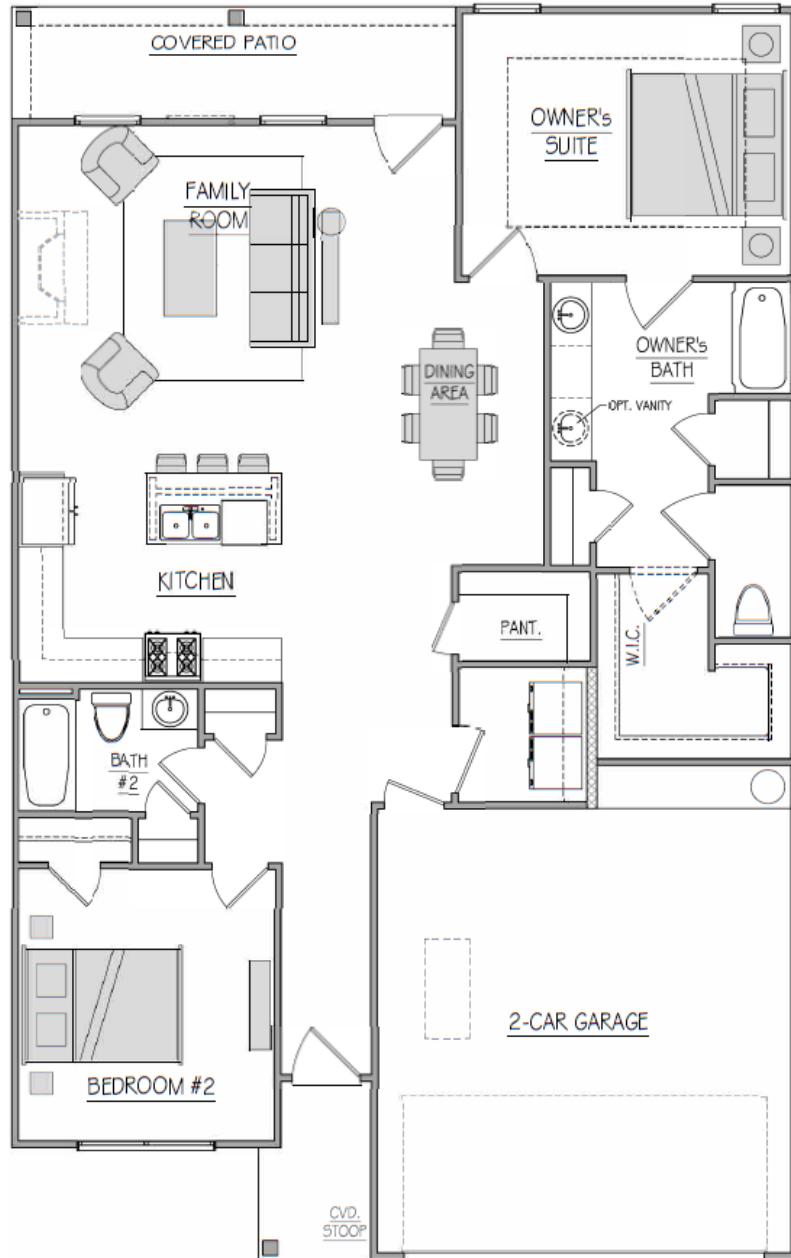 COVERED PATIO
OWNER's
SUITE
FAMILY
ROOM
OWNER's
BATH
DINING
AREA
OPT. VANITY
KITCHEN
PANT.
W.I.C.
BATH
#2
2-CAR GARAGE
BEDROOM #2
CVD.
STOOP